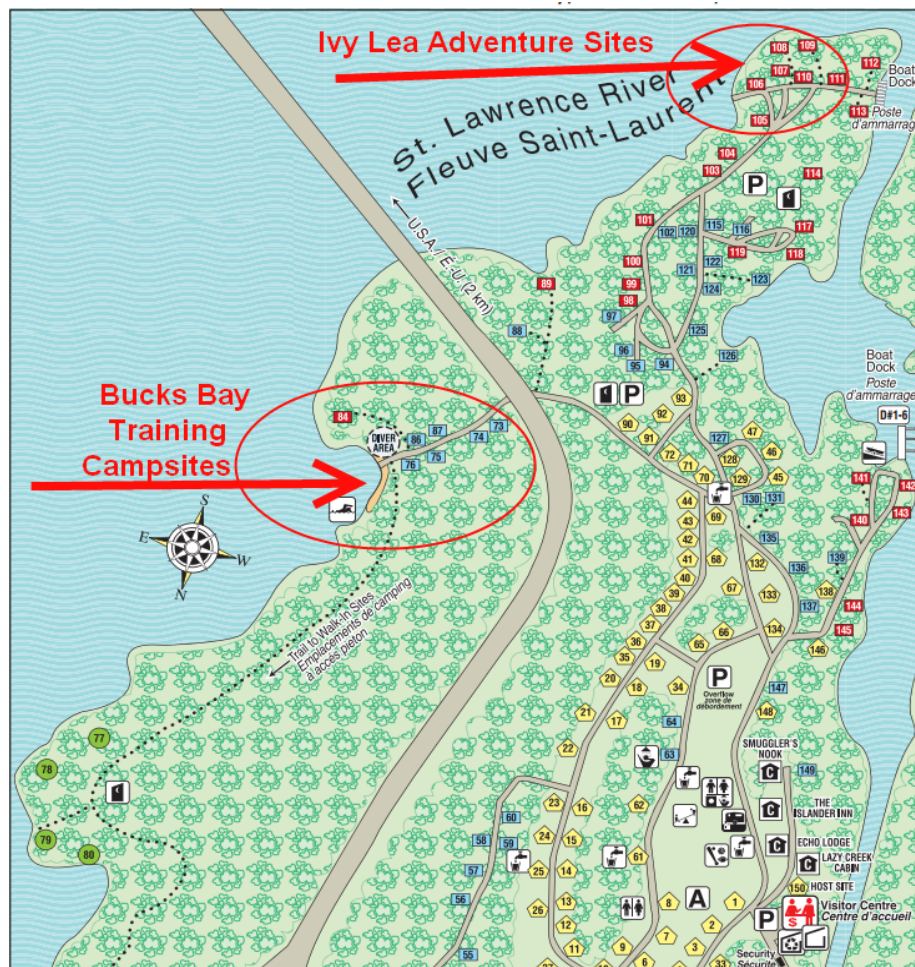 Ivy Lea Adventure Sites
St. Lawrence River
Fleuve Saint-Laurent
108
109
107
110
112
106
111
105
113
Boat
Dock
Poste
d'ammarrage
104
103
114
P
101
102
120
115
116
117
119
118
100
122
121
123
99
98
124
U.S.A. / E.-U. (2 km)
89
97
88
125
96
95
94
126
Boat
Dock
Poste
d'ammarrage
D#1-6
P
93
92
90
91
47
127
46
72
71
128
70
129
45
130
131
Bucks Bay
Training
Campsites
84
DIVER
AREA
86
87
73
74
75
76
S
E
W
N
44
69
43
42
68
41
40
39
38
37
36
35
135
132
136
67
133
137
66
134
65
141
142
140
143
139
138
144
145
146
Trail to Walk-In Sites
Emplacements de camping
à accès piéton
19
20
18
34
P
Overflow
zone de
débordement
147
21
17
64
148
22
63
SMUGGLER'S
NOOK
C
149
77
78
79
80
23
16
62
C
THE
ISLANDER INN
60
58
59
24
15
57
25
14
61
C
ECHO LODGE
LAZY CREEK
CABIN
C
56
26
13
12
8
A
1
2
150
HOST SITE
P
S
Visitor Centre
Centre d'accueil
55
11
9
7
3
6
33
Security
Sécurité